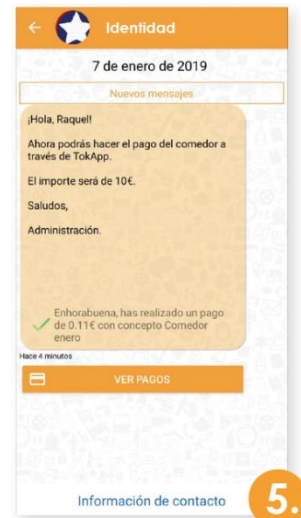 Identidad
7 de enero de 2019
Nuevos mensajes
¡Hola, Raquel!
Ahora podrás hacer el pago del comedor a
través de TokApp.
El importe será de 10€.
Saludos,
Administración.
Enhorabuena, has realizado un pago
de 0.11€ con concepto Comedor
enero
Hace 4 minutos
VER PAGOS
Información de contacto
5.